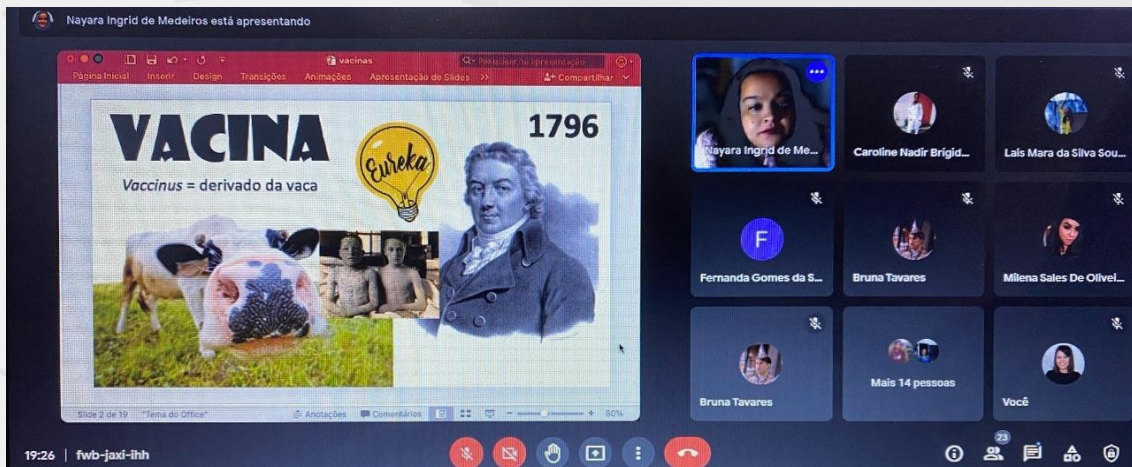 Nayara Ingrid de Medeiros está apresentando
vacinas
Pesquisar na apresentação
Página Inicial Inserir Design Transições Animações Apresentação de Slides >> Compartilhar
VACINA
Vaccinus = derivado da vaca
Eureka
1796
Slide 2 de 19 "Tema do Office" Anotações Comentários 80%
Nayara Ingrid de Me...
Caroline Nadir Brígid...
Lais Mara da Silva Sou...
F
Fernanda Gomes da S...
Bruna Tavares
Milena Sales De Olivei...
Bruna Tavares
Mais 14 pessoas
Você
19:26 | fwb-jaxi-ihh
23